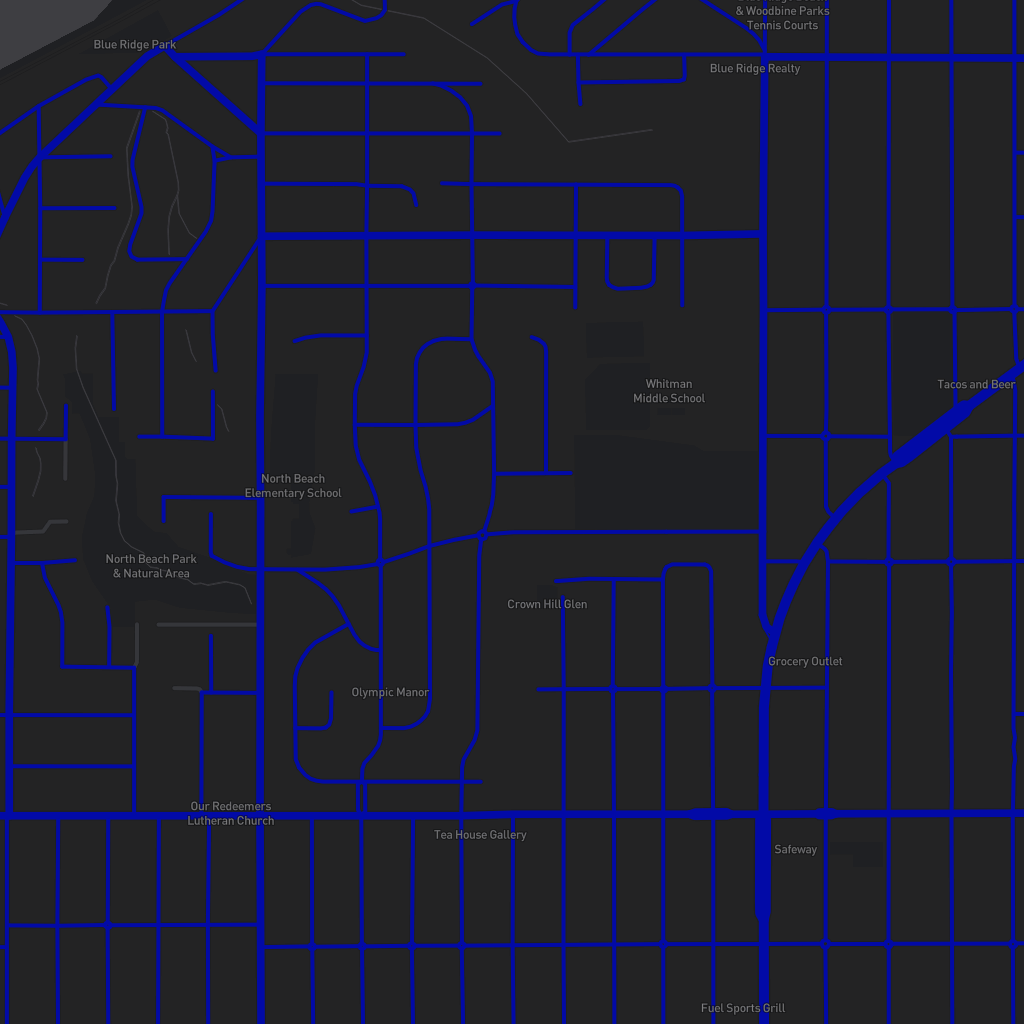 & Woodbine Parks
Tennis Courts
Blue Ridge Park
Blue Ridge Realty
Whitman
Middle School
Tacos and Beer
North Beach
Elementary School
North Beach Park
& Natural Area
Crown Hill Glen
Grocery Outlet
Olympic Manor
Our Redeemers
Lutheran Church
Tea House Gallery
Safeway
Fuel Sports Grill